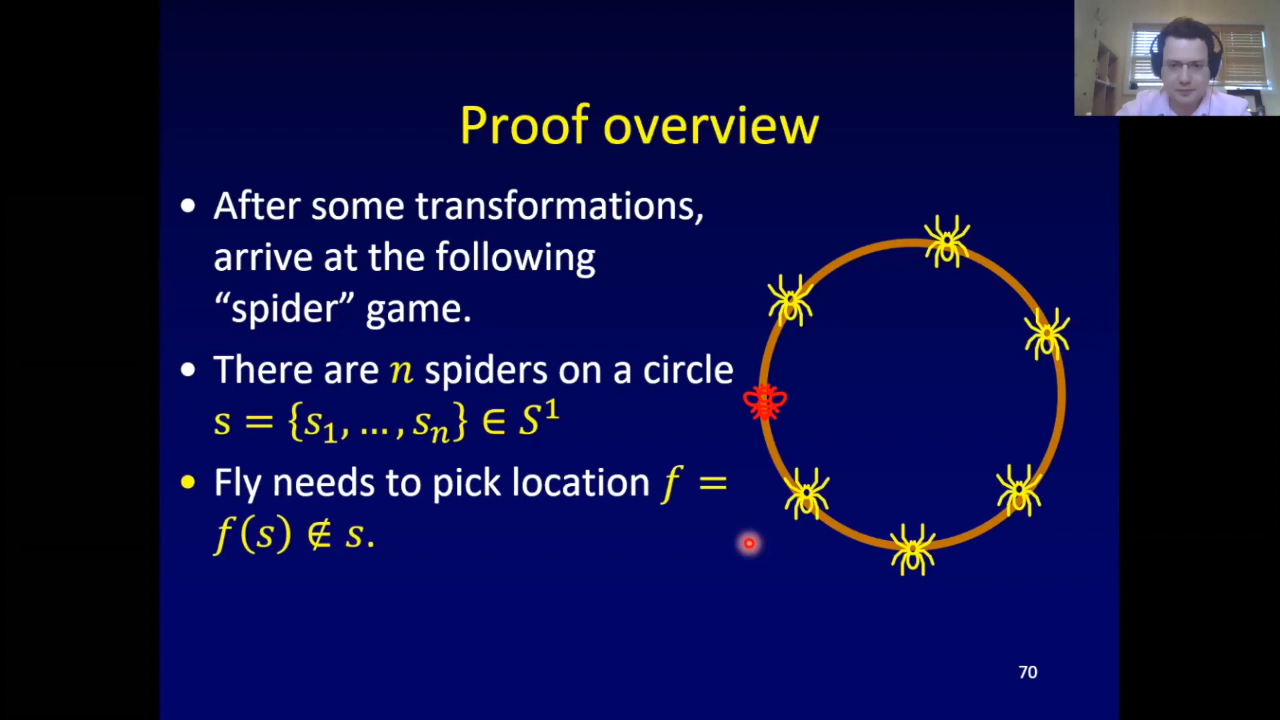 Proof overview
• After some transformations,
arrive at the following
“spider” game.
• There are n spiders on a circle
s = {s₁, …, sₙ} ∈ S¹
• Fly needs to pick location f =
f(s) ∉ s.
70